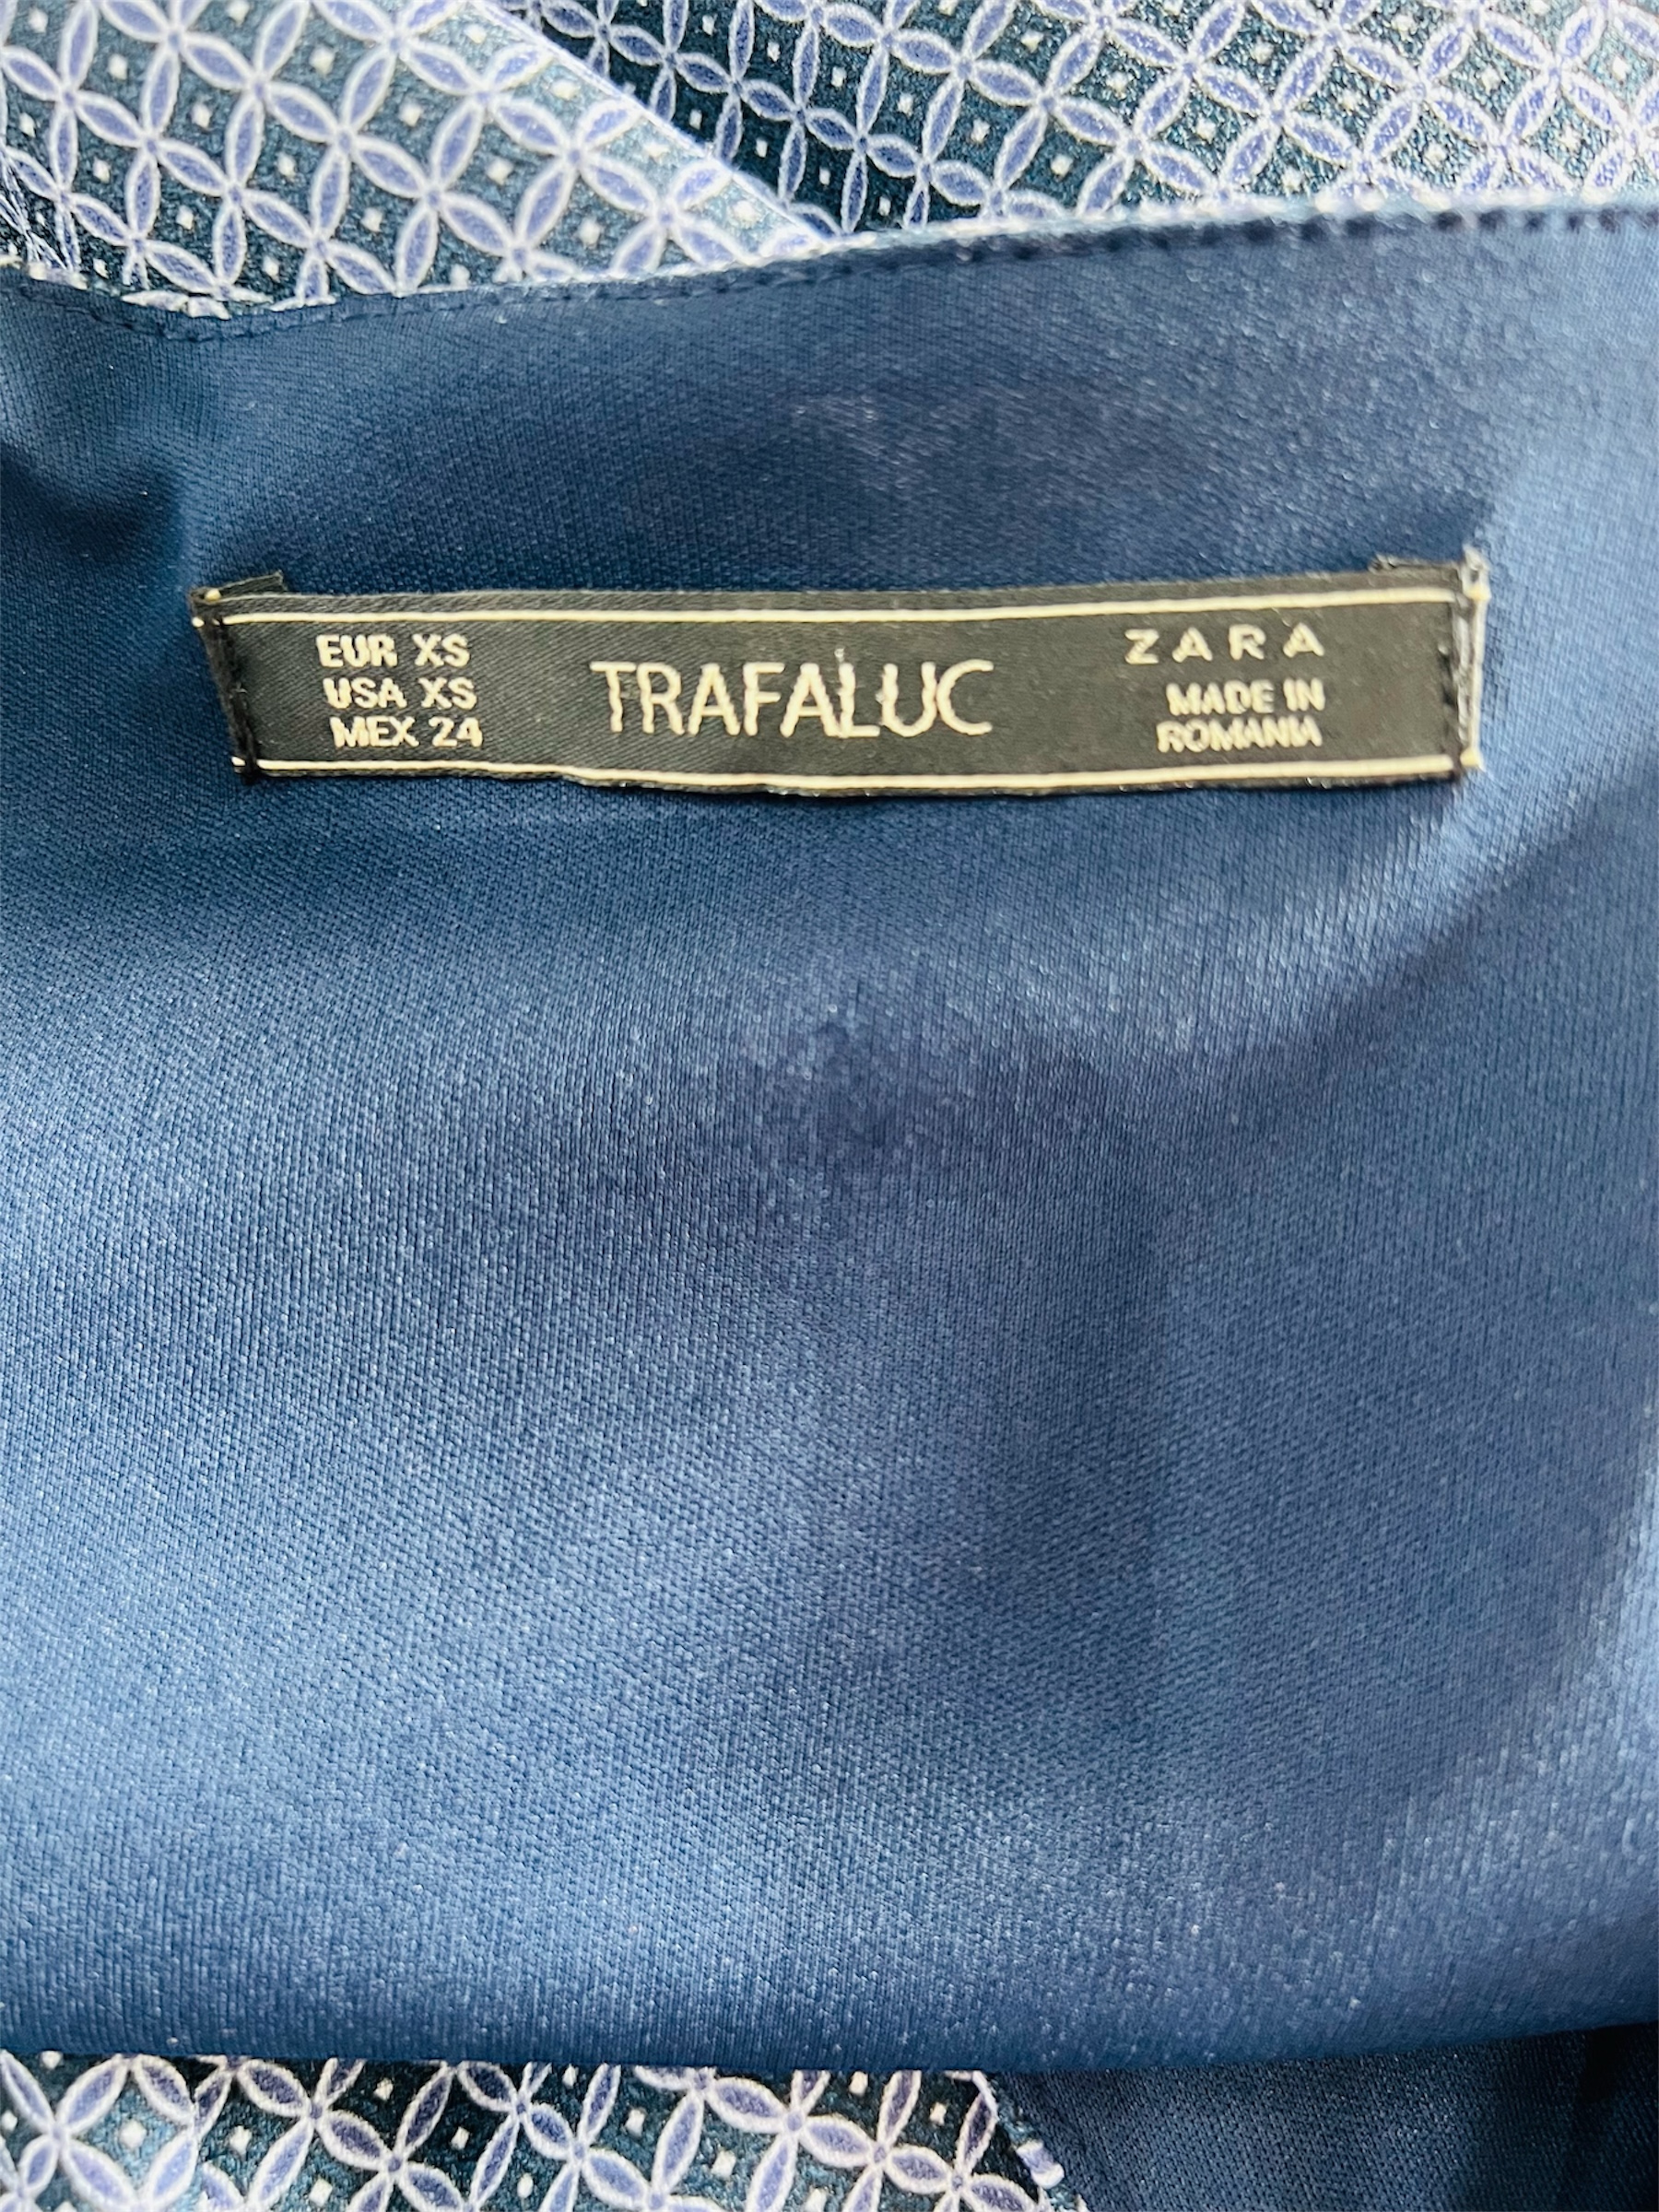 EUR XS
USA XS
MEX 24
TRAFALUC
ZARA
MADE IN
ROMANIA